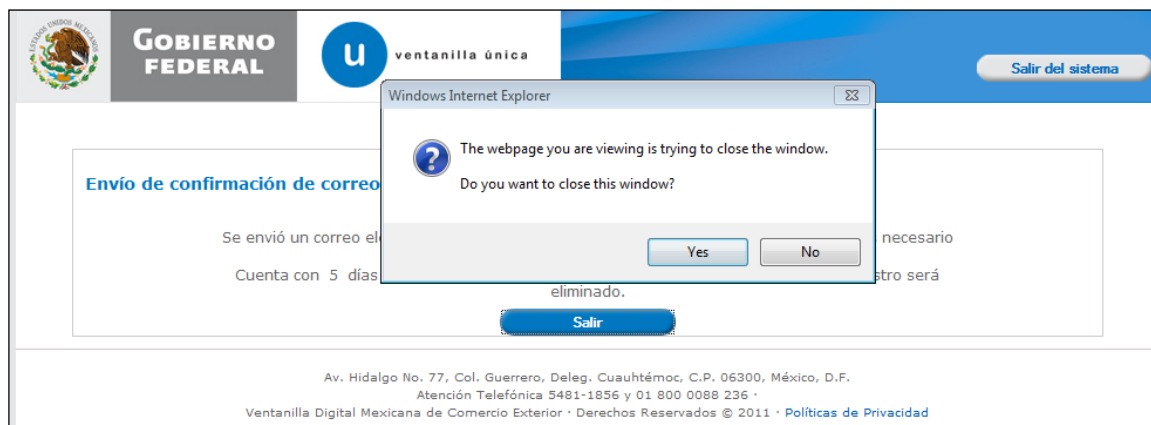 ESTADOS UNIDOS MEXICANOS
GOBIERNO
FEDERAL
u
ventanilla única
Salir del sistema
Windows Internet Explorer
The webpage you are viewing is trying to close the window.
Do you want to close this window?
Yes
No
Envío de confirmación de correo
Se envió un correo necesario
Cuenta con 5 días será
eliminado.
Salir
Av. Hidalgo No. 77, Col. Guerrero, Deleg. Cuauhtémoc, C.P. 06300, México, D.F.
Atención Telefónica 5481-1856 y 01 800 0088 236 ·
Ventanilla Digital Mexicana de Comercio Exterior · Derechos Reservados © 2011 · Políticas de Privacidad